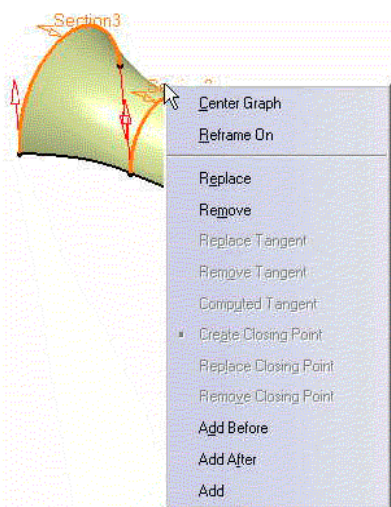 Section3
Center Graph
Reframe On
Replace
Remove
Replace Tangent
Remove Tangent
Computed Tangent
Create Closing Point
Replace Closing Point
Remove Closing Point
Add Before
Add After
Add